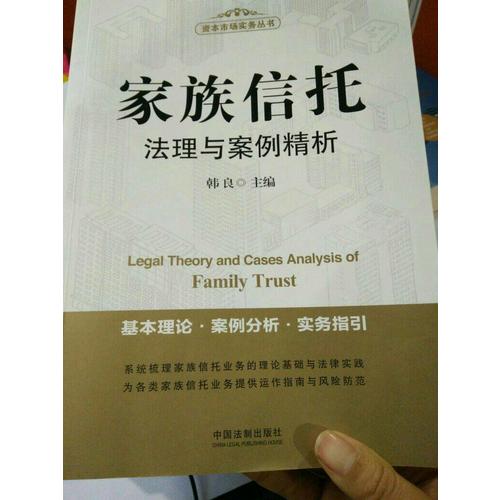 资本市场实务丛书
家族信托
法理与案例精析
韩良◎主编
Legal Theory and Cases Analysis of
Family Trust
基本理论·案例分析·实务指引
系统梳理家族信托业务的理论基础与法律实践
为各类家族信托业务提供运作指南与风险防范
中国法制出版社
CHINA LEGAL PUBLISHING HOUSE